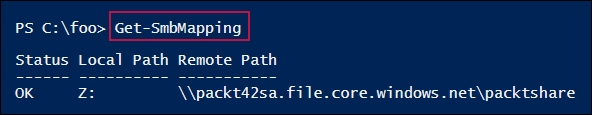 PS C:\foo> Get-SmbMapping
Status Local Path Remote Path
------ ---------- -----------
OK Z: \\packt42sa.file.core.windows.net\packtshare